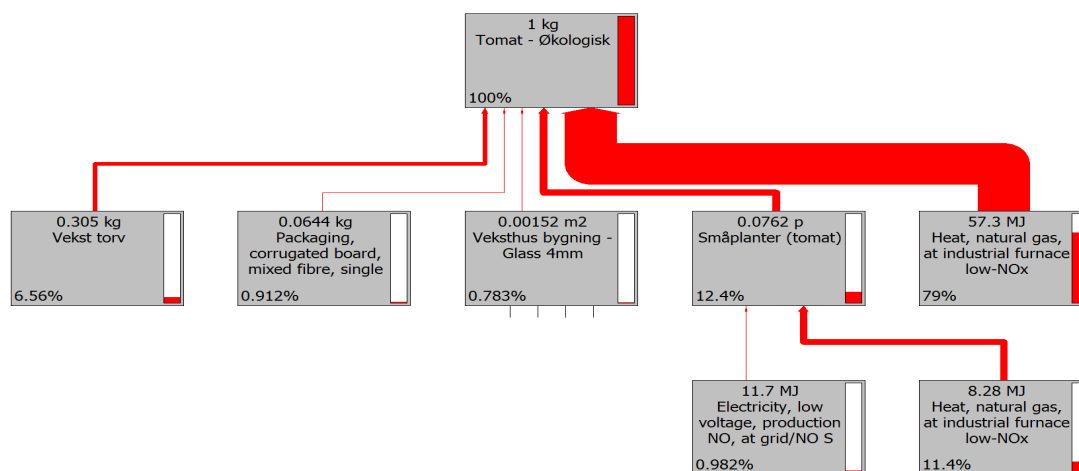 1 kg
Tomat - Økologisk
100%
0.305 kg
Vekst torv
6.56%
0.0644 kg
Packaging,
corrugated board,
mixed fibre, single
0.912%
0.00152 m2
Veksthus bygning -
Glass 4mm
0.783%
0.0762 p
Småplanter (tomat)
12.4%
57.3 MJ
Heat, natural gas,
at industrial furnace
low-NOx
79%
11.7 MJ
Electricity, low
voltage, production
NO, at grid/NO S
0.982%
8.28 MJ
Heat, natural gas,
at industrial furnace
low-NOx
11.4%